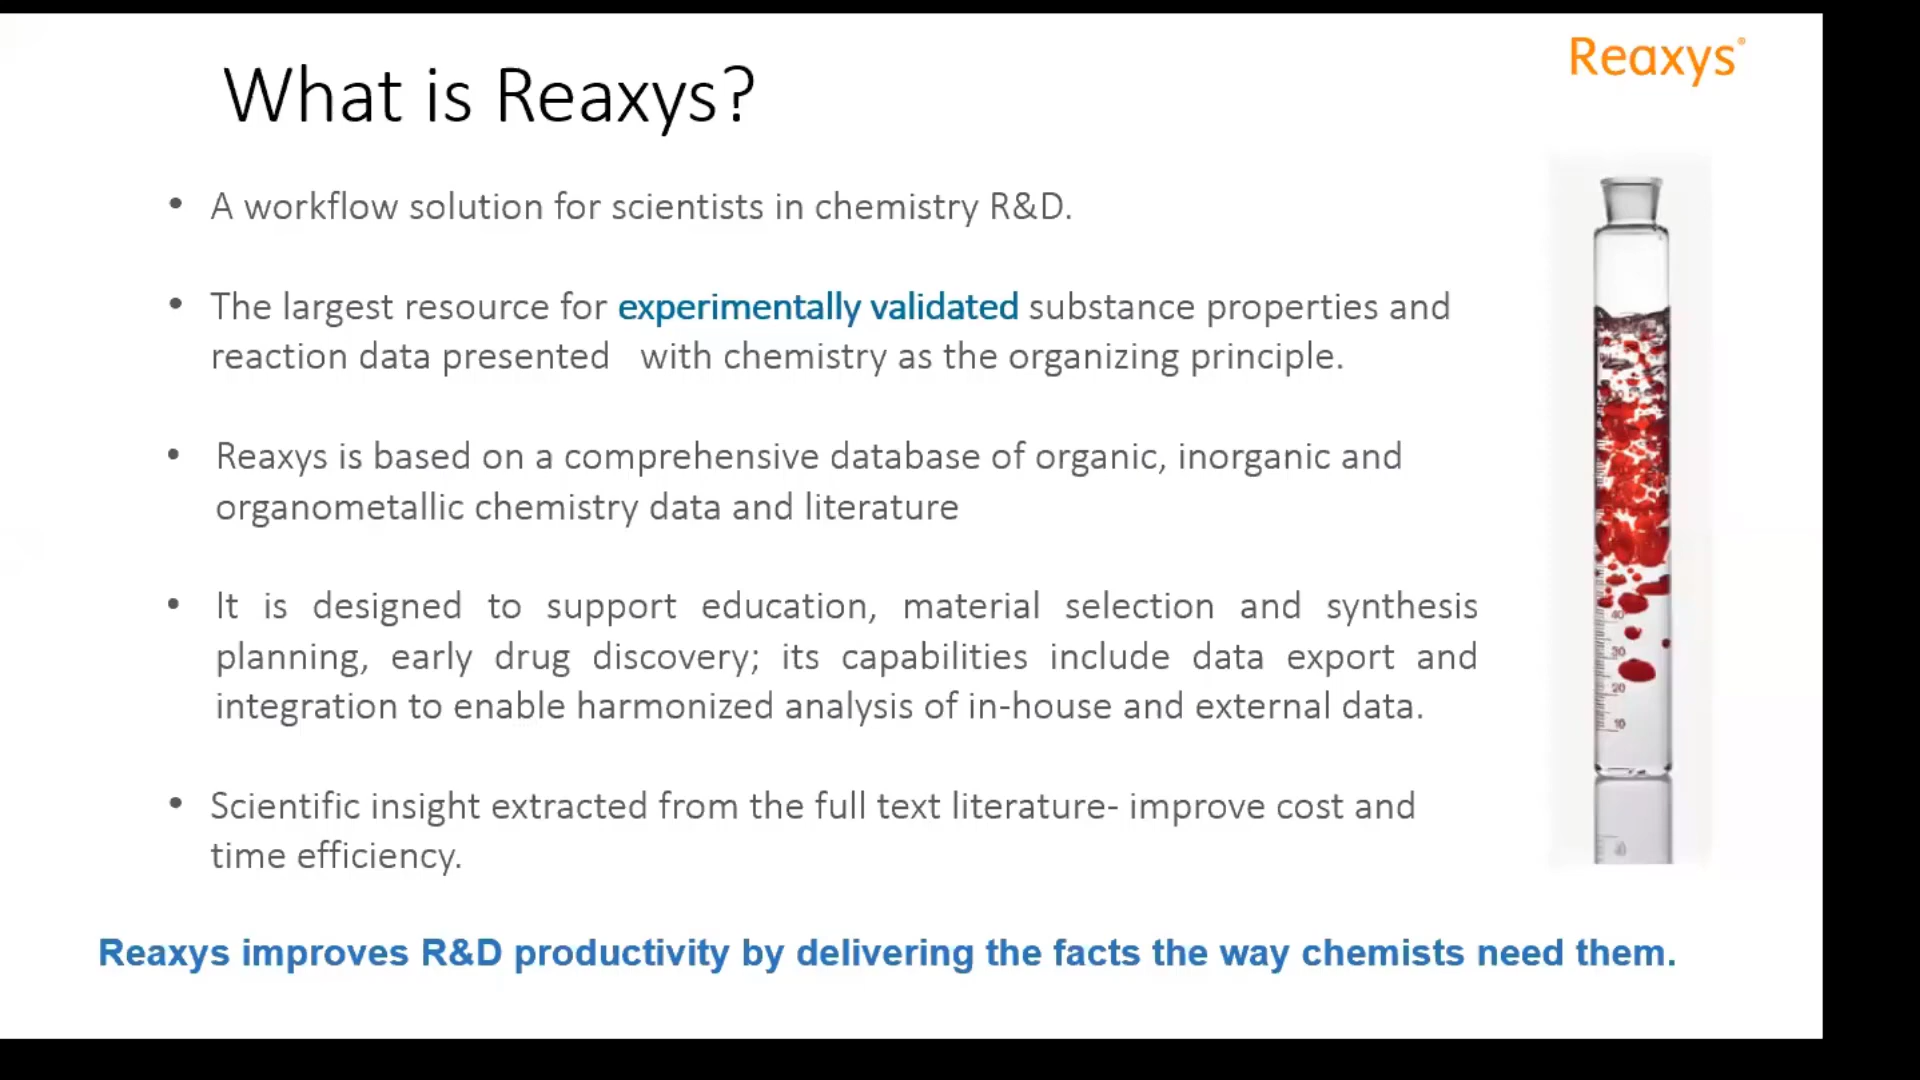 Reaxys®
What is Reaxys?
• A workflow solution for scientists in chemistry R&D.
• The largest resource for experimentally validated substance properties and
reaction data presented with chemistry as the organizing principle.
• Reaxys is based on a comprehensive database of organic, inorganic and
organometallic chemistry data and literature
• It is designed to support education, material selection and synthesis
planning, early drug discovery; its capabilities include data export and
integration to enable harmonized analysis of in-house and external data.
• Scientific insight extracted from the full text literature- improve cost and
time efficiency.
40
30
20
10
Reaxys improves R&D productivity by delivering the facts the way chemists need them.